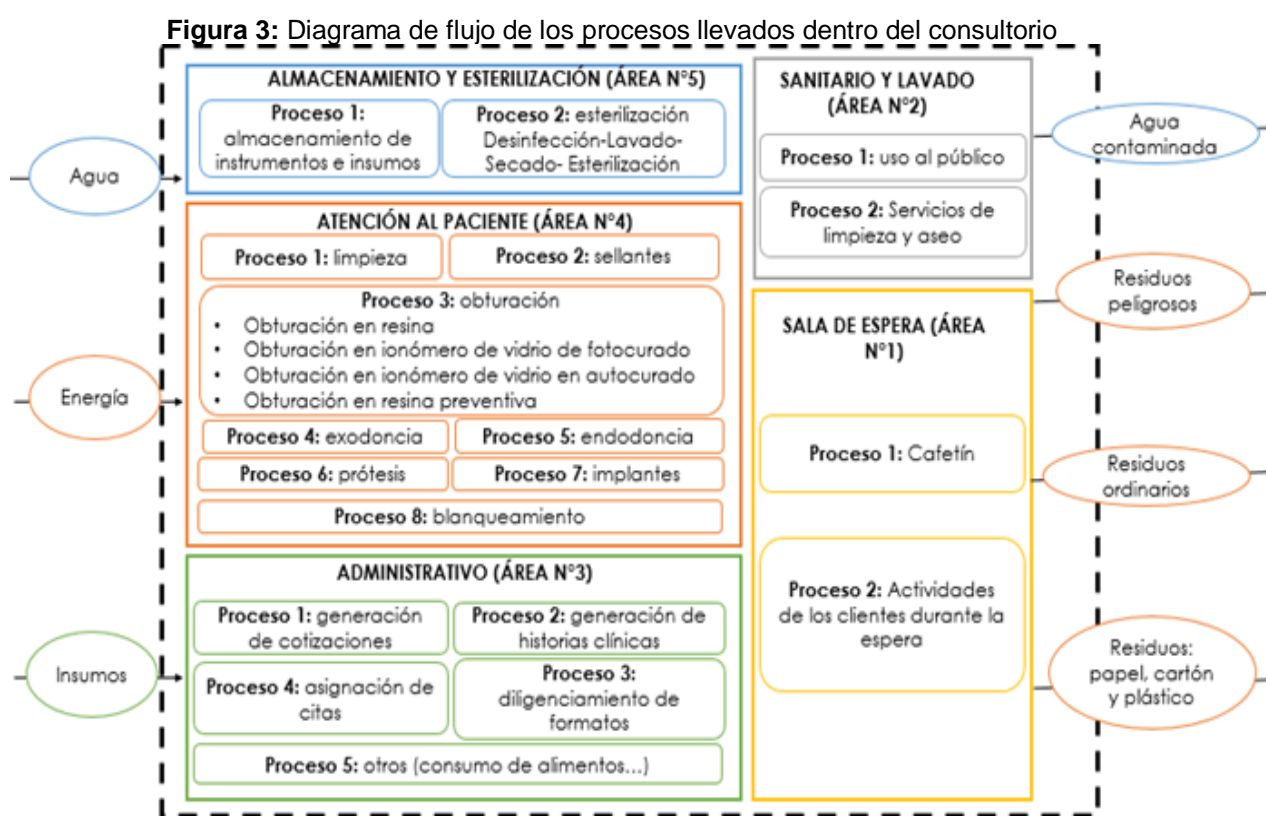 Figura 3: Diagrama de flujo de los procesos llevados dentro del consultorio
Agua
Energía
Insumos
ALMACENAMIENTO Y ESTERILIZACIÓN (ÁREA N°5)
Proceso 1:
almacenamiento de
instrumentos e insumos
Proceso 2: esterilización
Desinfección-Lavado-
Secado- Esterilización
ATENCIÓN AL PACIENTE (ÁREA N°4)
Proceso 1: limpieza
Proceso 2: sellantes
Proceso 3: obturación
• Obturación en resina
• Obturación en ionómero de vidrio de fotocurado
• Obturación en ionómero de vidrio en autocurado
• Obturación en resina preventiva
Proceso 4: exodoncia
Proceso 5: endodoncia
Proceso 6: prótesis
Proceso 7: implantes
Proceso 8: blanqueamiento
ADMINISTRATIVO (ÁREA N°3)
Proceso 1: generación
de cotizaciones
Proceso 2: generación de
historias clínicas
Proceso 4: asignación de
citas
Proceso 3:
diligenciamiento de
formatos
Proceso 5: otros (consumo de alimentos...)
SANITARIO Y LAVADO
(ÁREA N°2)
Proceso 1: uso al público
Proceso 2: Servicios de
limpieza y aseo
SALA DE ESPERA (ÁREA
N°1)
Proceso 1: Cafetín
Proceso 2: Actividades
de los clientes durante la
espera
Agua
contaminada
Residuos
peligrosos
Residuos
ordinarios
Residuos:
papel, cartón
y plástico